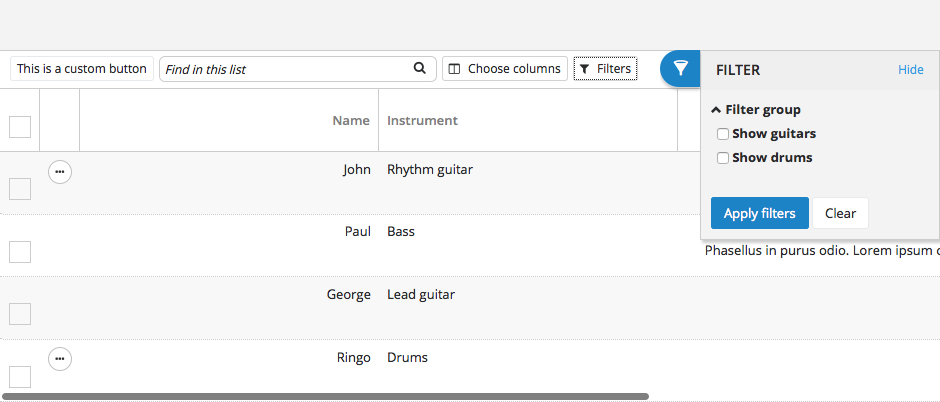 This is a custom button Find in this list Choose columns Filters FILTER Hide
Filter group
Name Instrument
Show guitars
Show drums
John Rhythm guitar
Apply filters Clear
Paul Bass
Phasellus in purus odio. Lorem ipsum
George Lead guitar
Ringo Drums